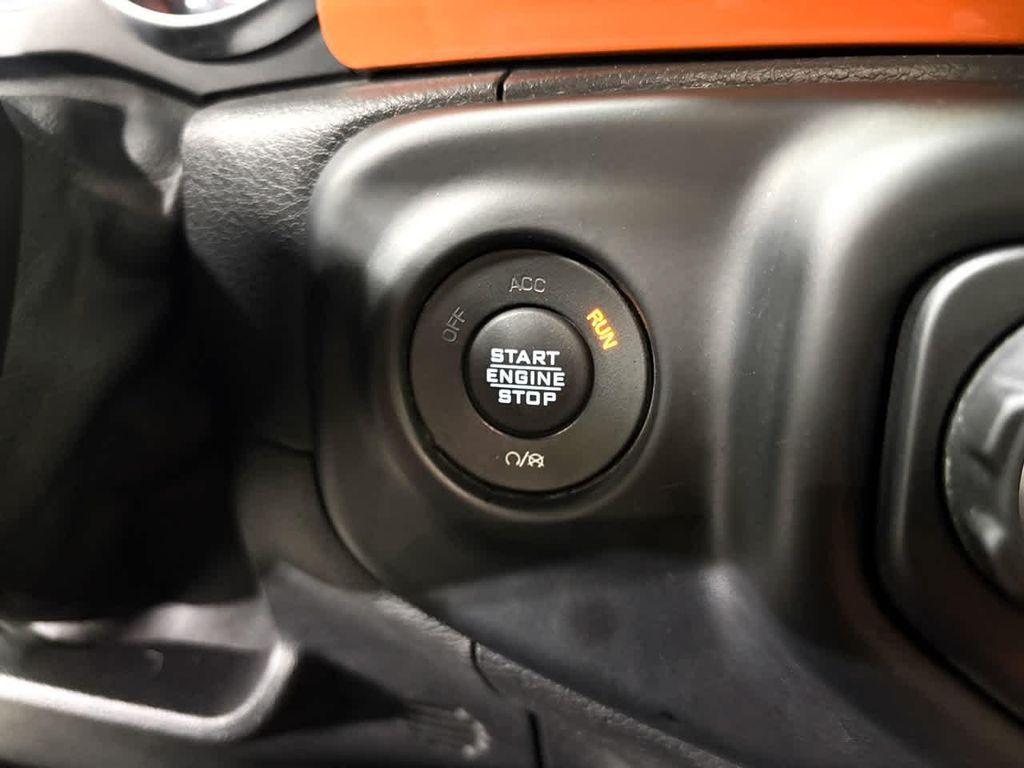 OFF
ACC
RUN
START
ENGINE
STOP